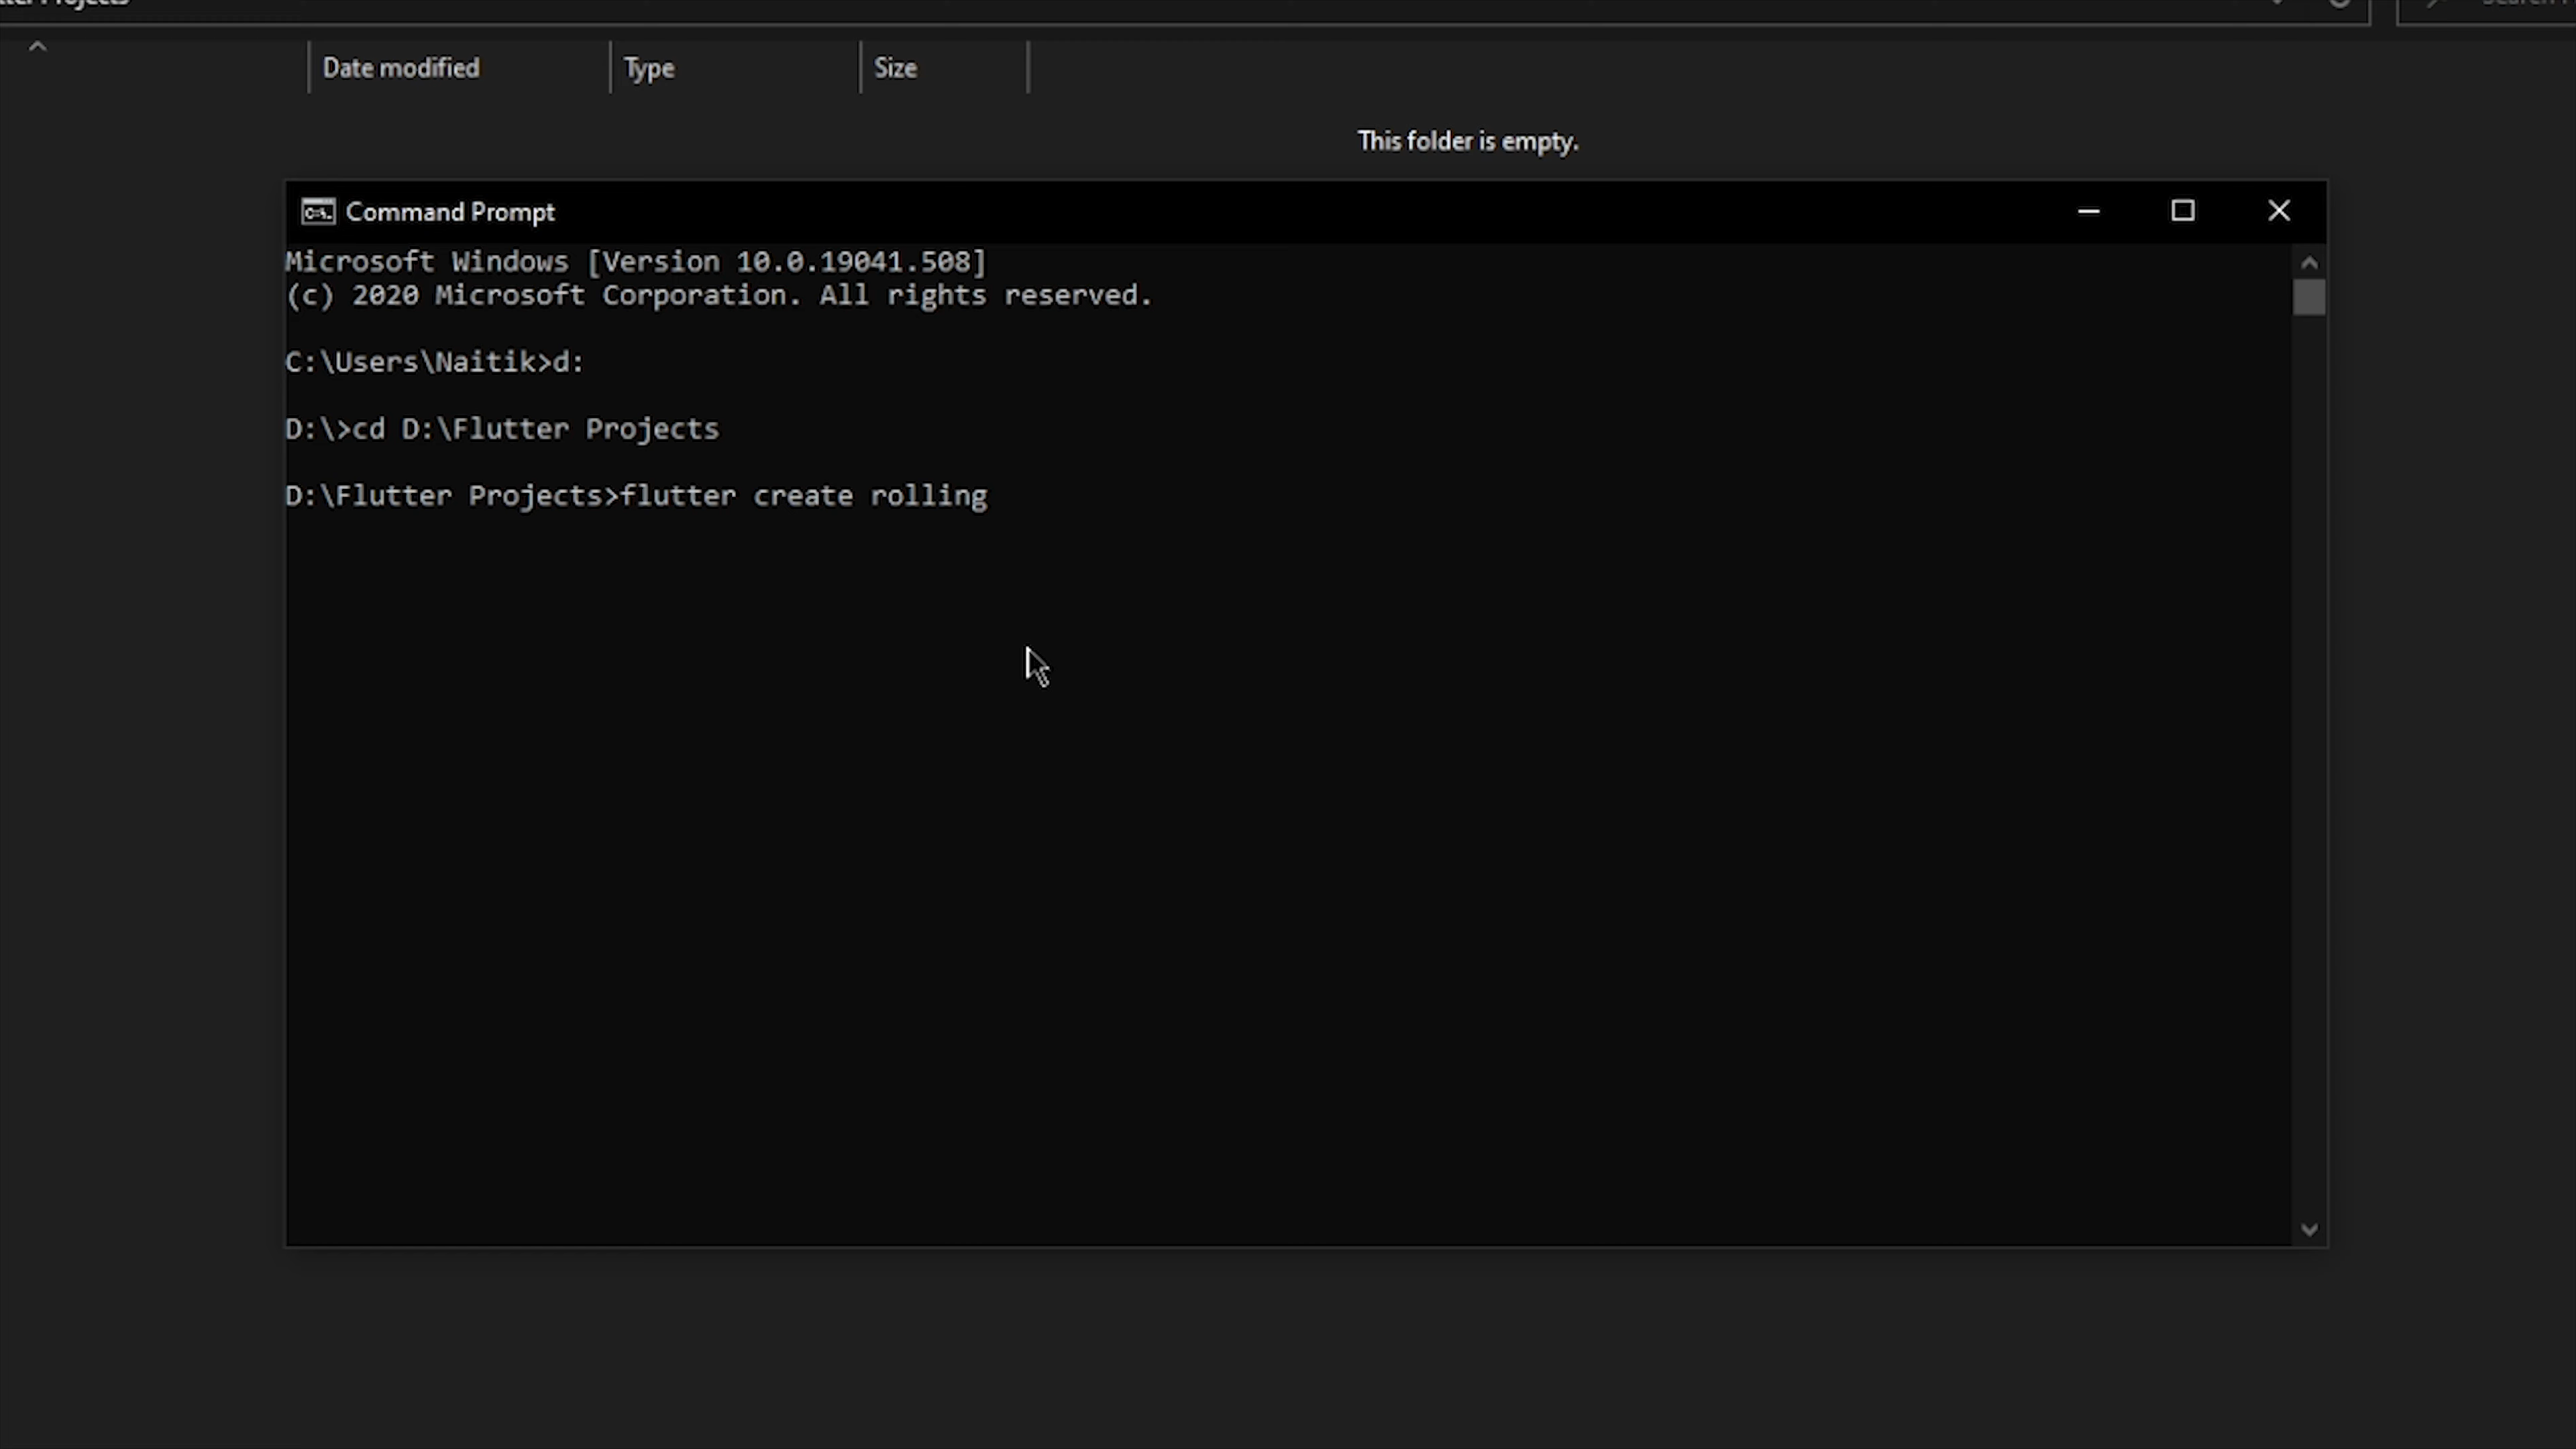 Projects
Date modified
Type
Size
This folder is empty.
Command Prompt
Microsoft Windows [Version 10.0.19041.508]
(c) 2020 Microsoft Corporation. All rights reserved.
C:\Users\Naitik>d:
D:\>cd D:\Flutter Projects
D:\Flutter Projects>flutter create rolling